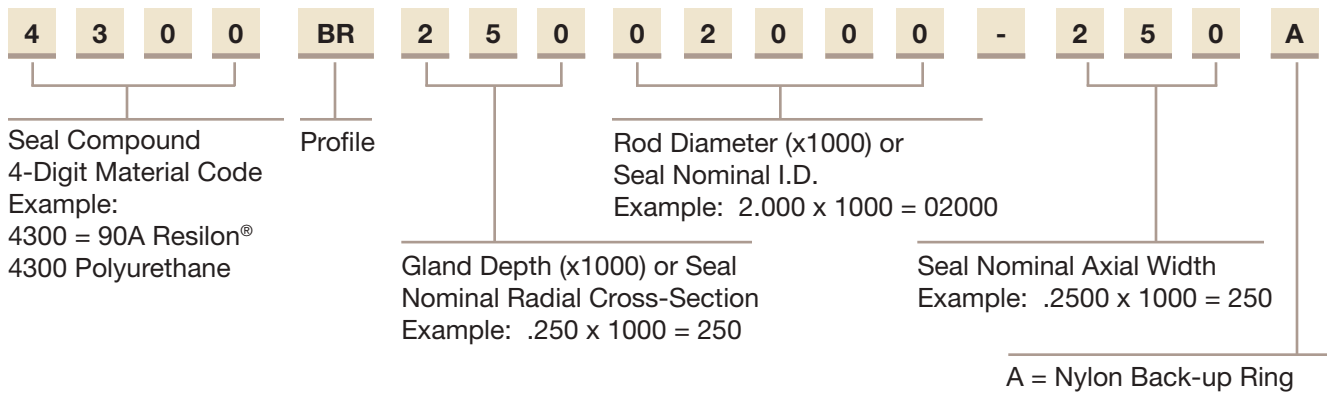 4 3 0 0 BR 2 5 0 0 2 0 0 0 - 2 5 0 A
Seal Compound
4-Digit Material Code
Example:
4300 = 90A Resilon®
4300 Polyurethane
Profile
Gland Depth (x1000) or Seal
Nominal Radial Cross-Section
Example: .250 x 1000 = 250
Rod Diameter (x1000) or
Seal Nominal I.D.
Example: 2.000 x 1000 = 02000
Seal Nominal Axial Width
Example: .2500 x 1000 = 250
A = Nylon Back-up Ring